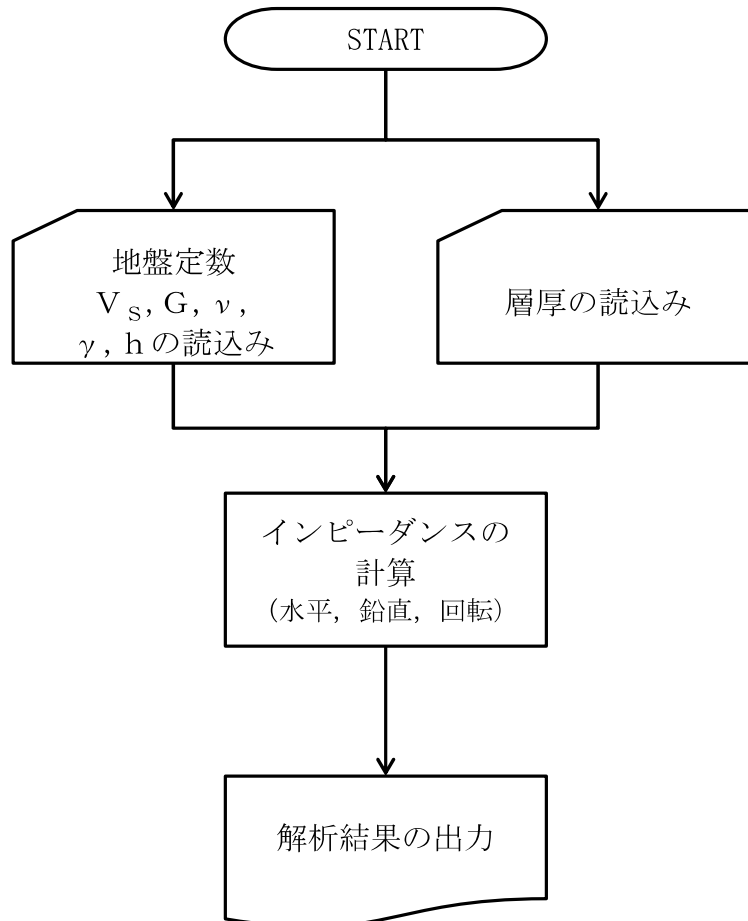 START
地盤定数
Ｖｓ, Ｇ, ν,
γ, ｈの読込み
層厚の読込み
インピーダンスの
計算
(水平, 鉛直, 回転)
解析結果の出力